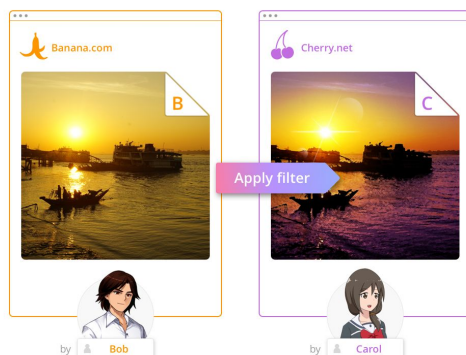 Banana.com
B
Cherry.net
C
Apply filter
by Bob
by Carol